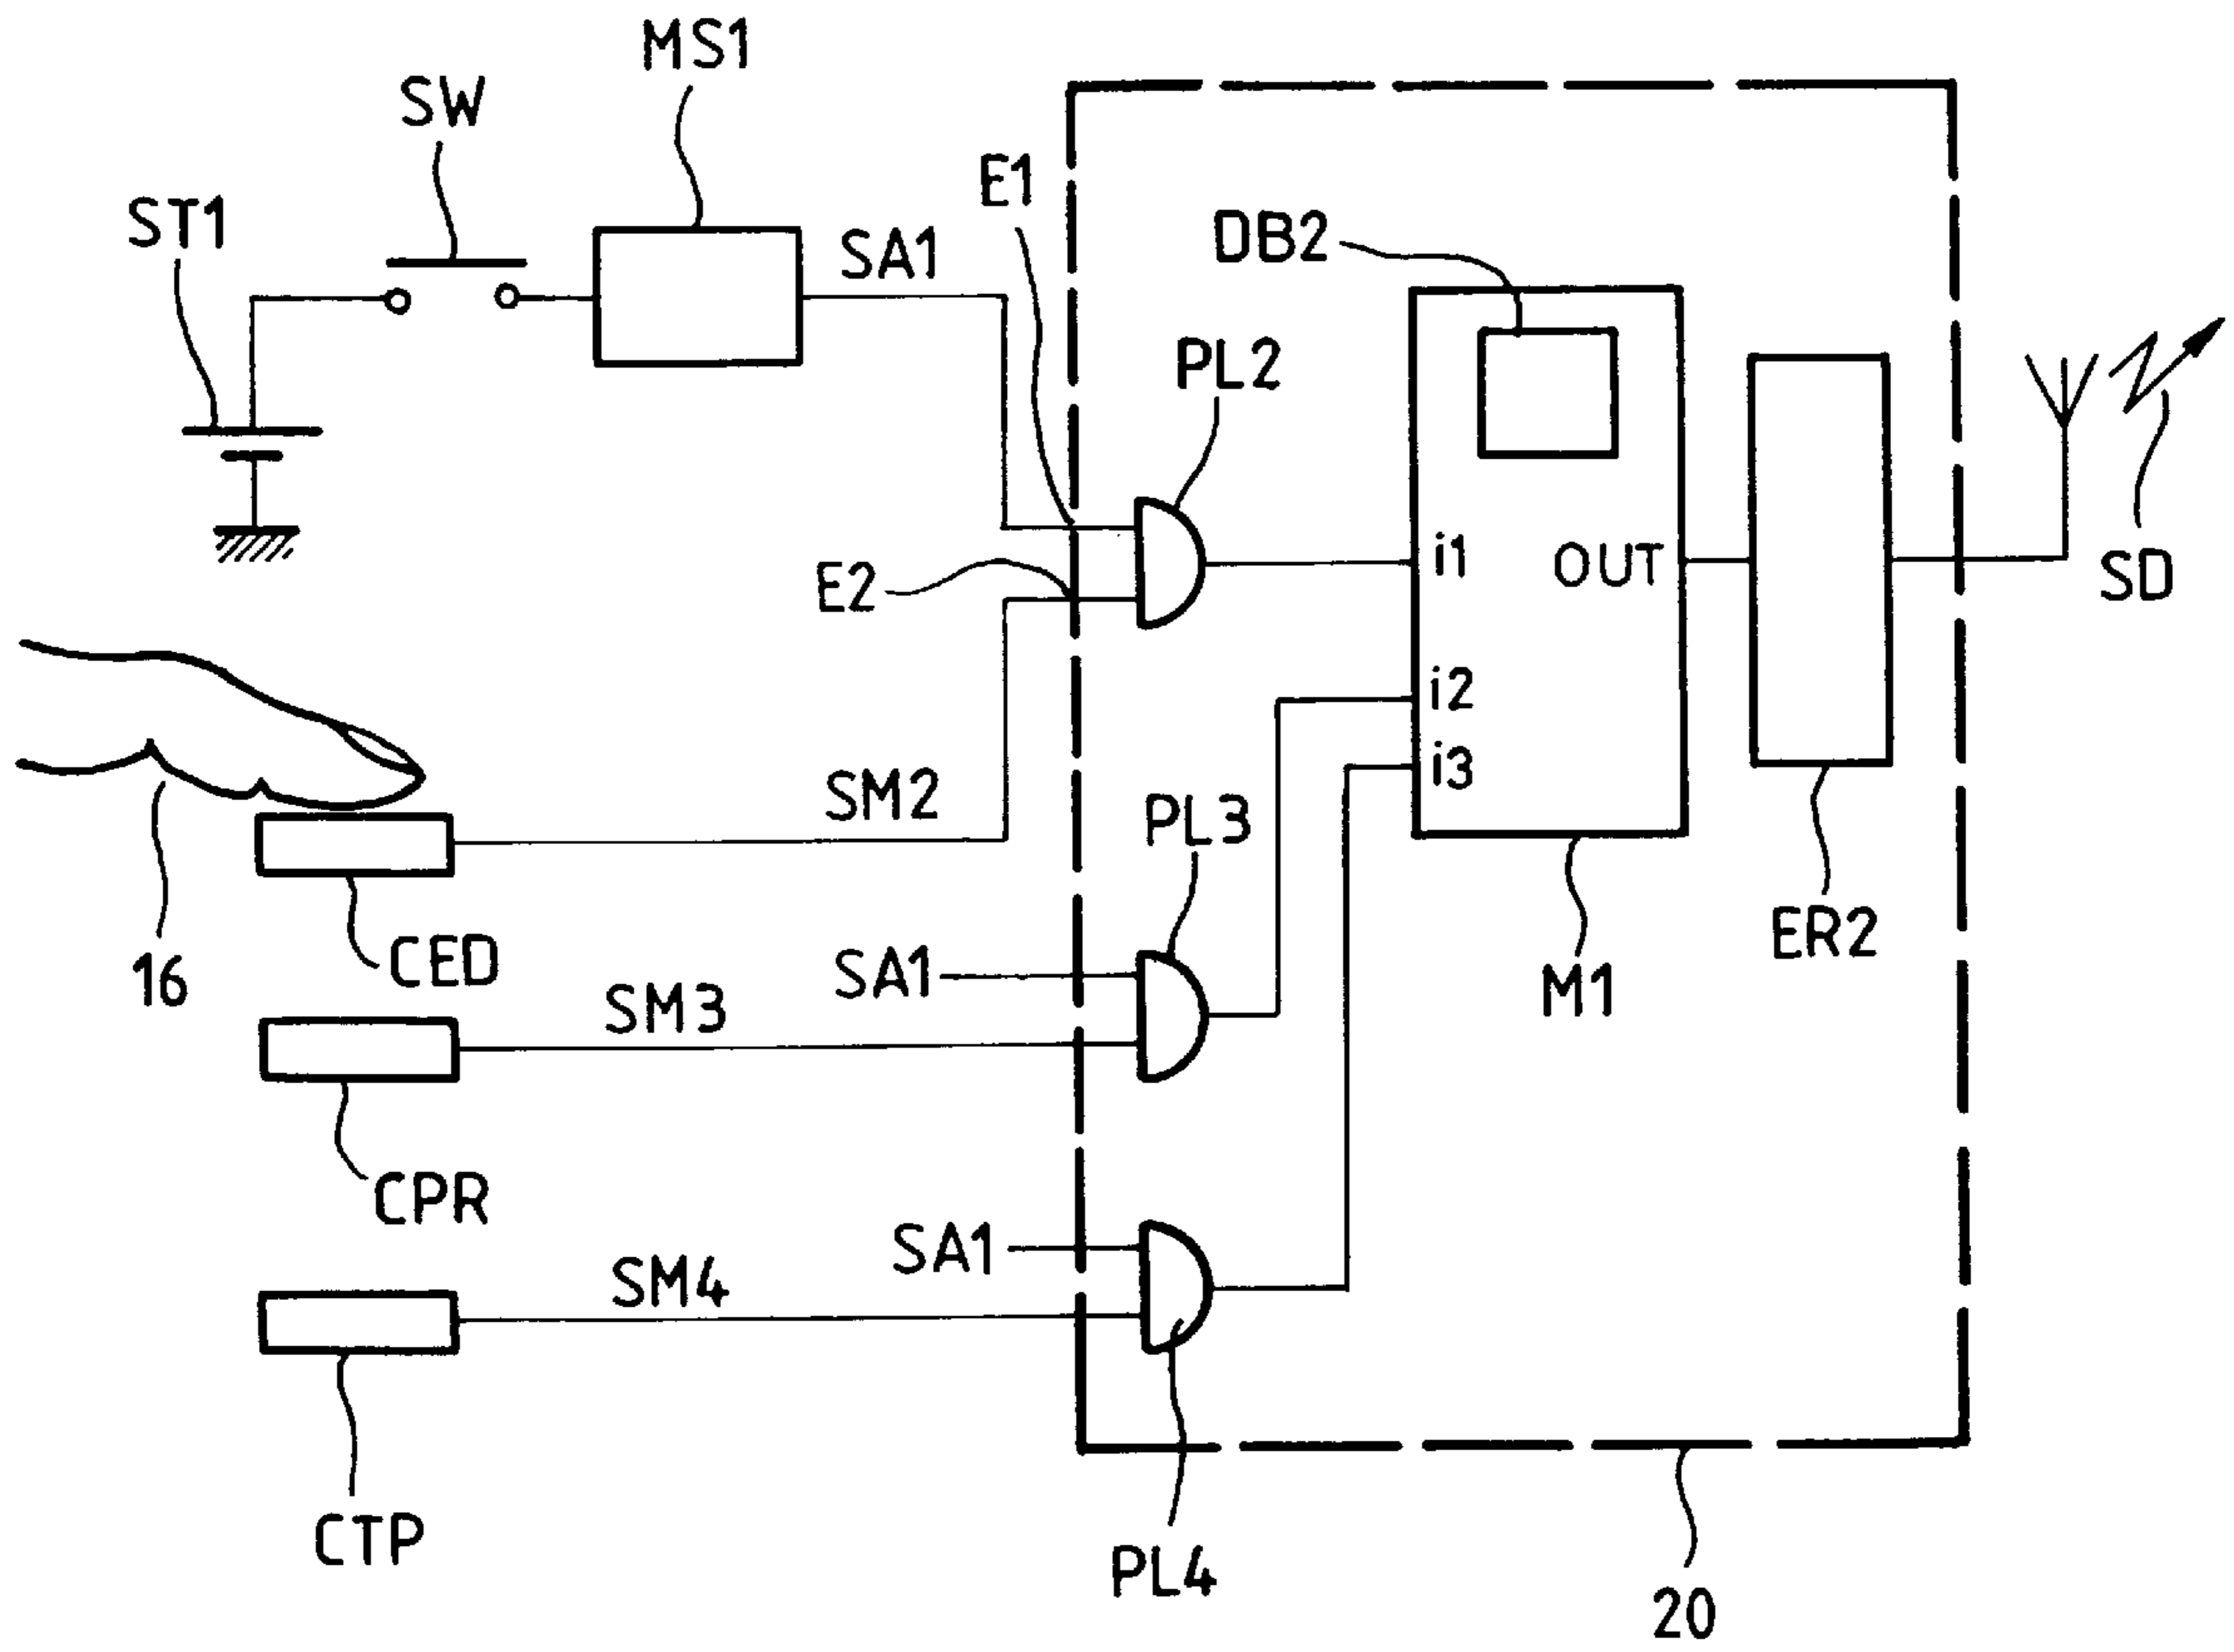 MS1
SW
E1
ST1
SA1
DB2
PL2
i1
OUT
SD
E2
i2
i3
SM2
PL3
ER2
CED
16
SA1
M1
SM3
CPR
SA1
SM4
CTP
PL4
20